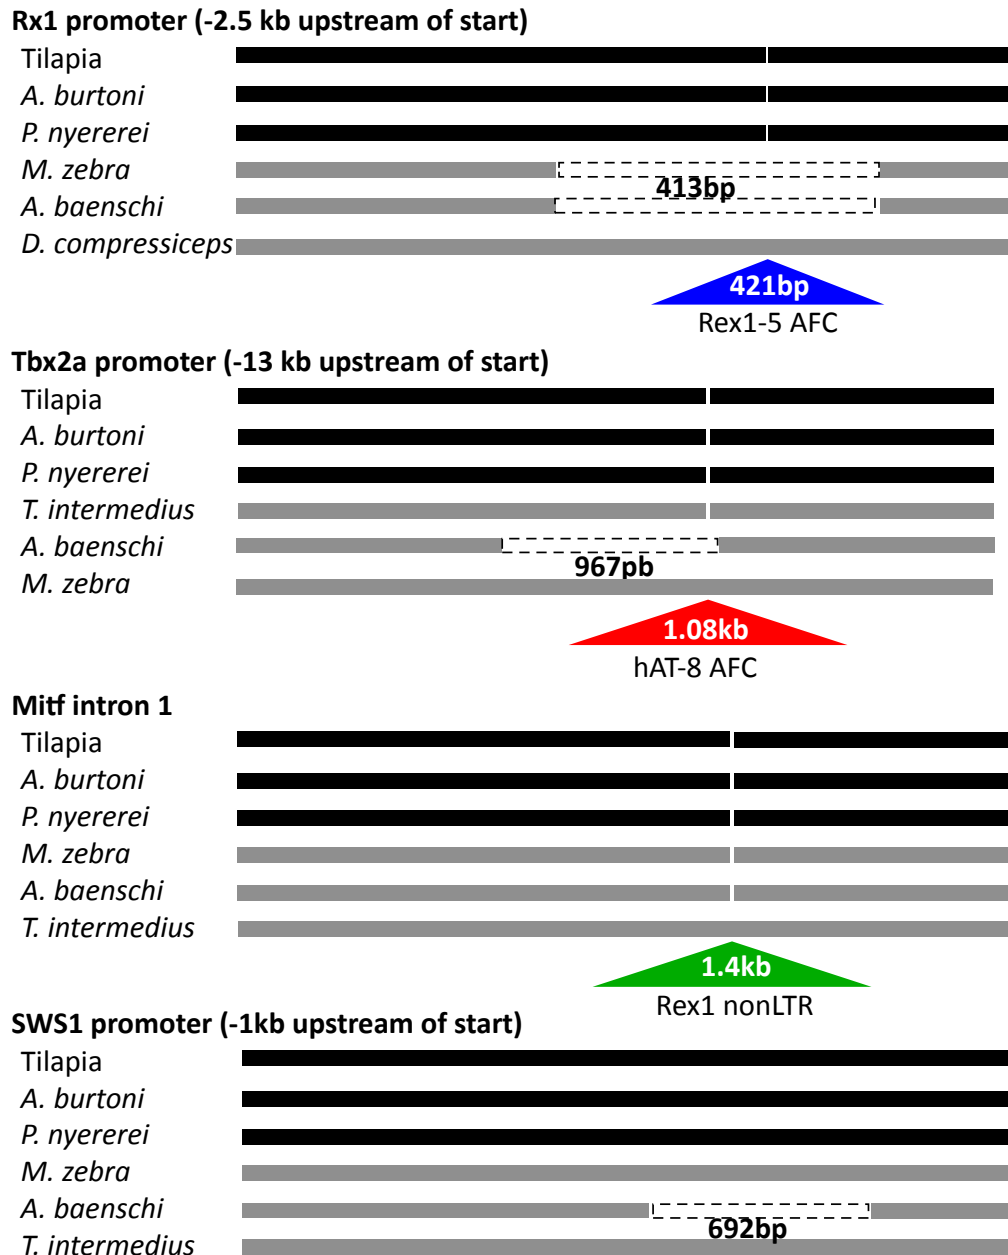 Rx1 promoter (-2.5 kb upstream of start)
Tilapia
A. burtoni
P. nyererei
M. zebra
413bp
A. baenschi
D. compressiceps
421bp
Rex1-5 AFC
Tbx2a promoter (-13 kb upstream of start)
Tilapia
A. burtoni
P. nyererei
T. intermedius
A. baenschi
967pb
M. zebra
1.08kb
hAT-8 AFC
Mitf intron 1
Tilapia
A. burtoni
P. nyererei
M. zebra
A. baenschi
T. intermedius
1.4kb
Rex1 nonLTR
SWS1 promoter (-1kb upstream of start)
Tilapia
A. burtoni
P. nyererei
M. zebra
A. baenschi
692bp
T. intermedius